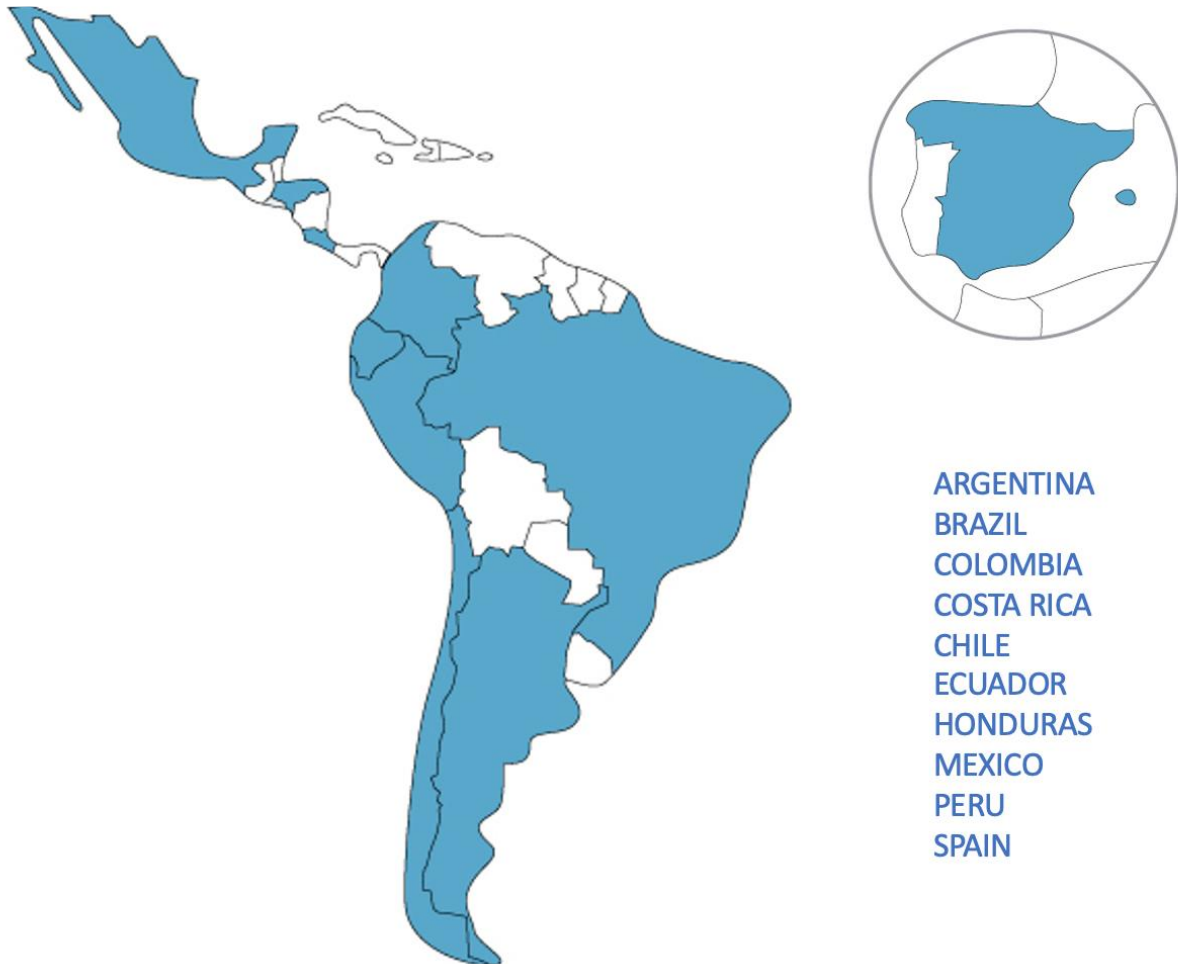 ARGENTINA
BRAZIL
COLOMBIA
COSTA RICA
CHILE
ECUADOR
HONDURAS
MEXICO
PERU
SPAIN